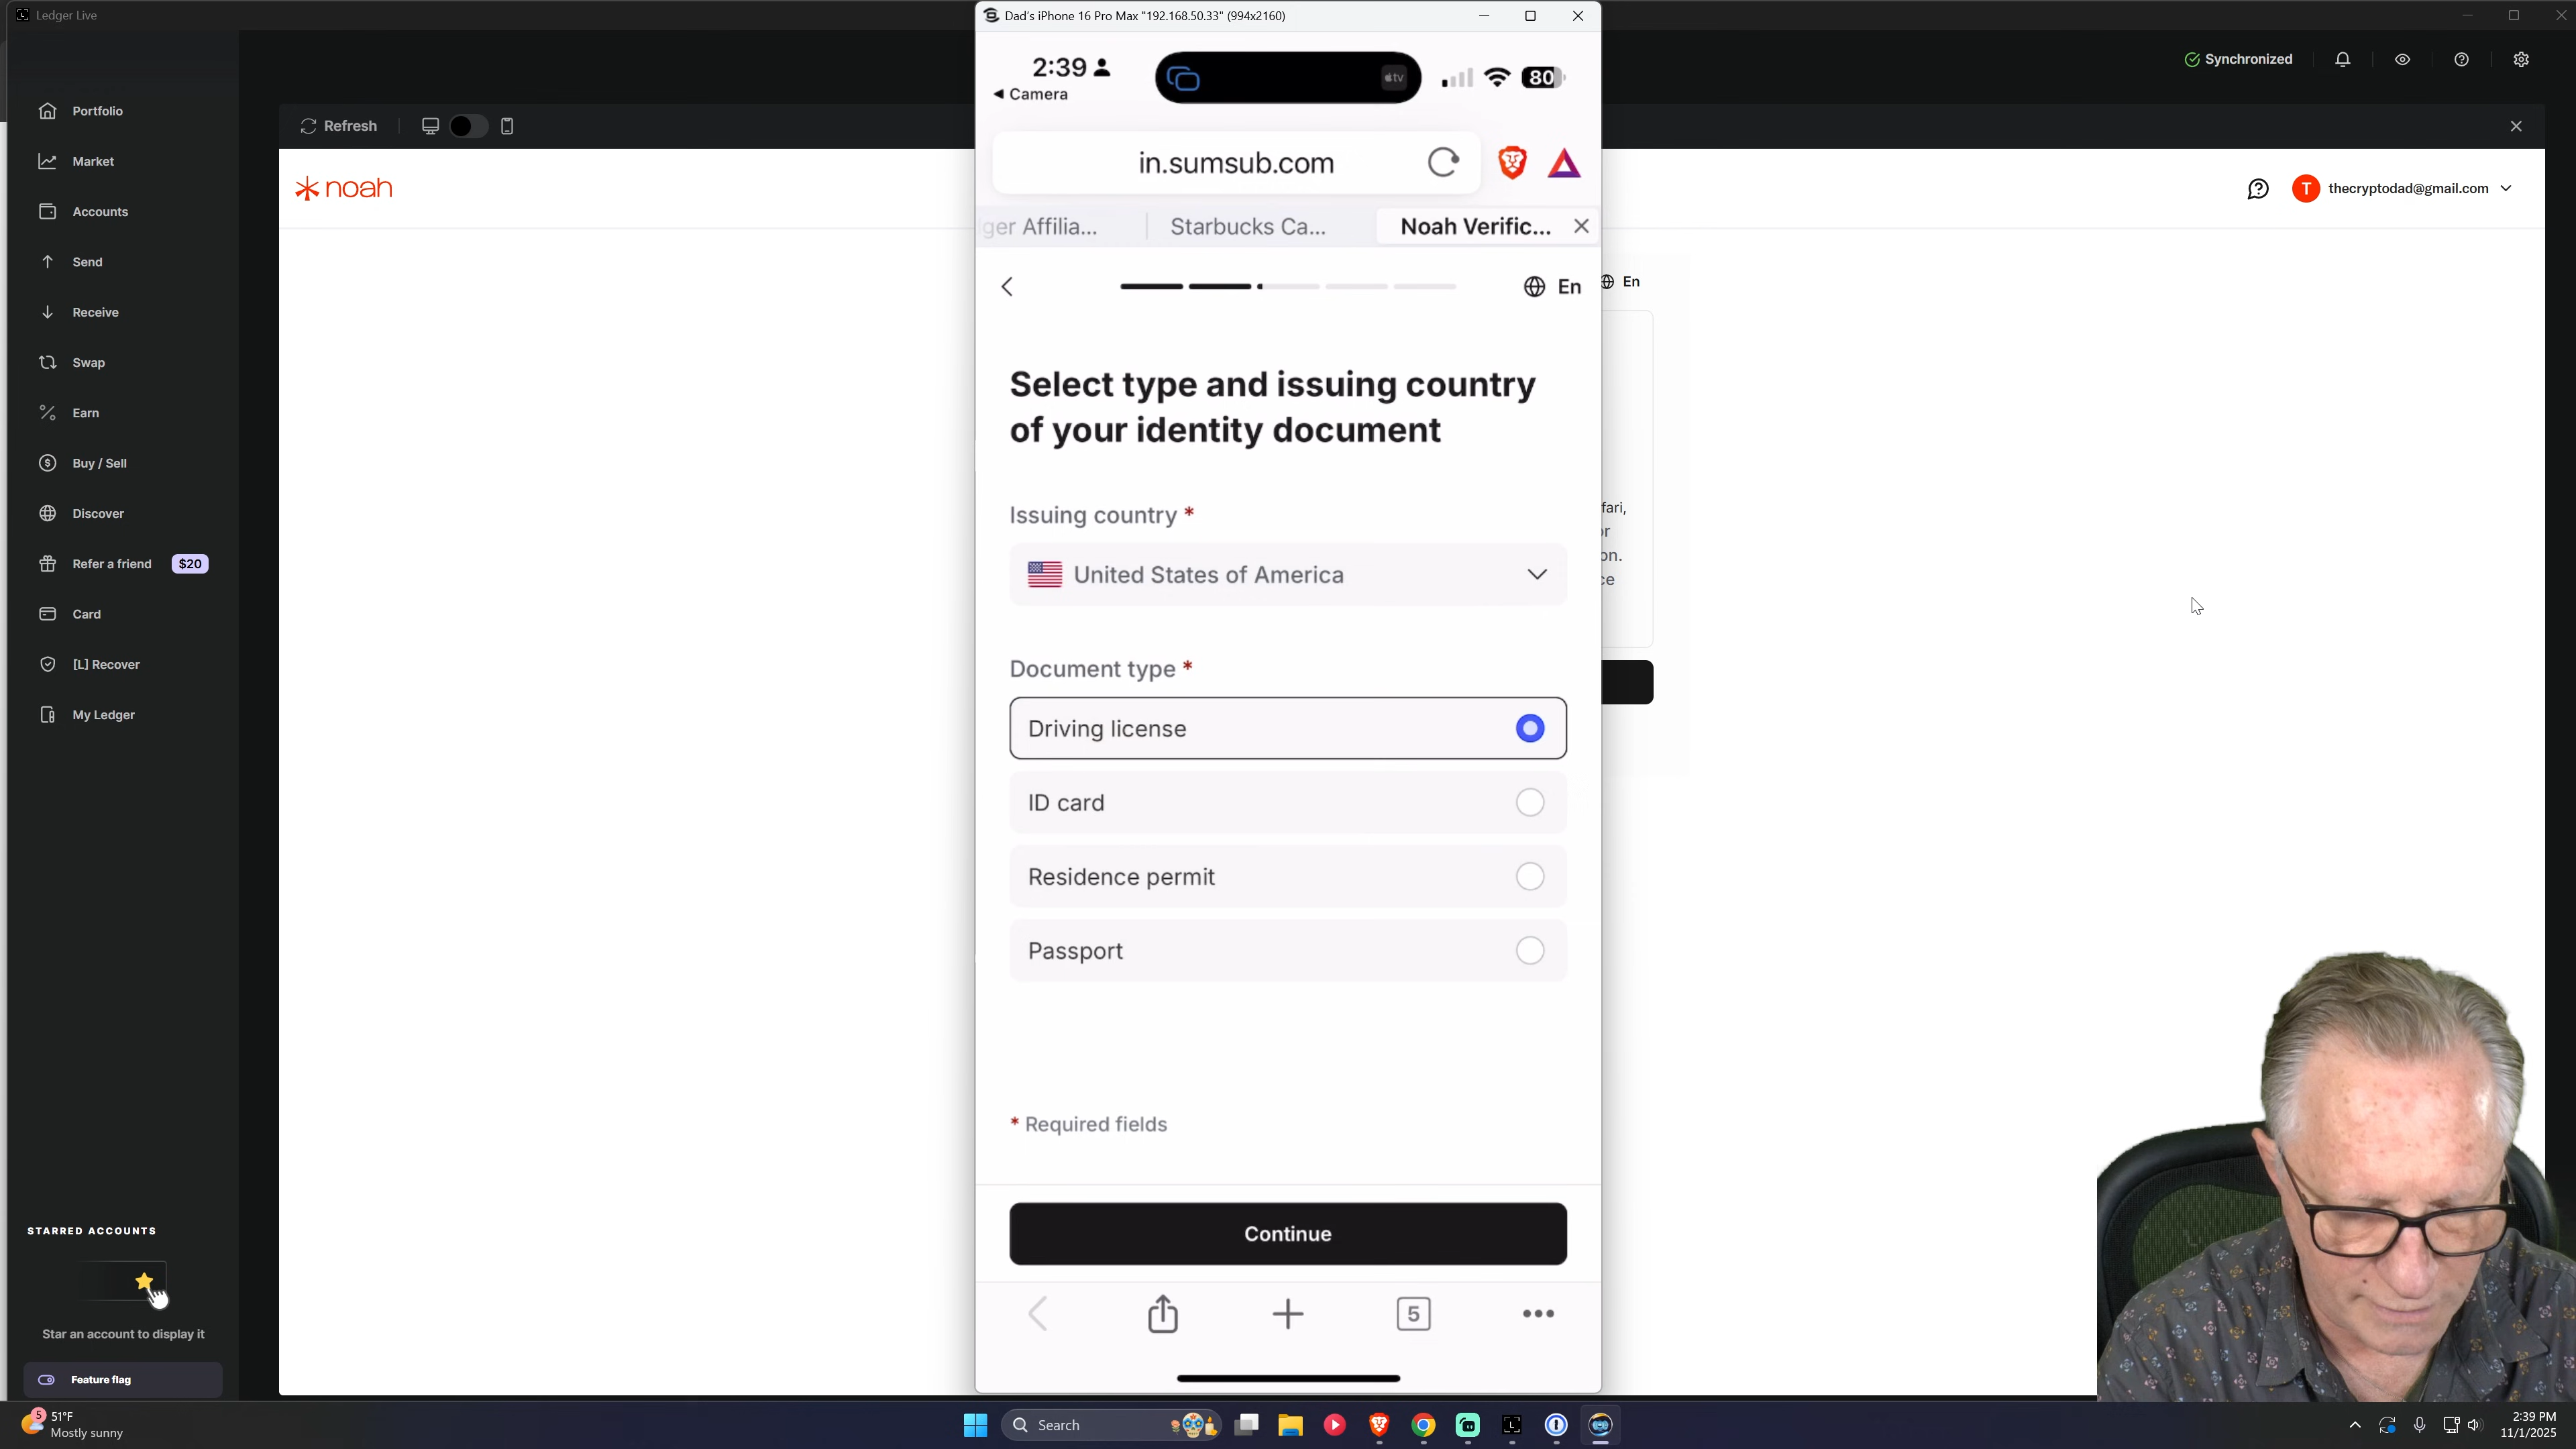 Ledger Live
Dad's iPhone 16 Pro Max "192.168.50.33" (994x2160)
Synchronized
Portfolio
Market
Accounts
Send
Receive
Swap
Earn
Buy / Sell
Discover
Refer a friend $20
Card
[L] Recover
My Ledger
STARRED ACCOUNTS
Star an account to display it
Feature flag
Refresh
noah
T thecryptodad@gmail.com
2:39
Camera
tv
80
in.sumsub.com
ger Affilia...
Starbucks Ca...
Noah Verific...
En
En
Select type and issuing country
of your identity document
Issuing country *
United States of America
Document type *
Driving license
ID card
Residence permit
Passport
* Required fields
Continue
5
fari,
or
on.
ce
5
51°F
Mostly sunny
Search
2:39 PM
11/1/2025